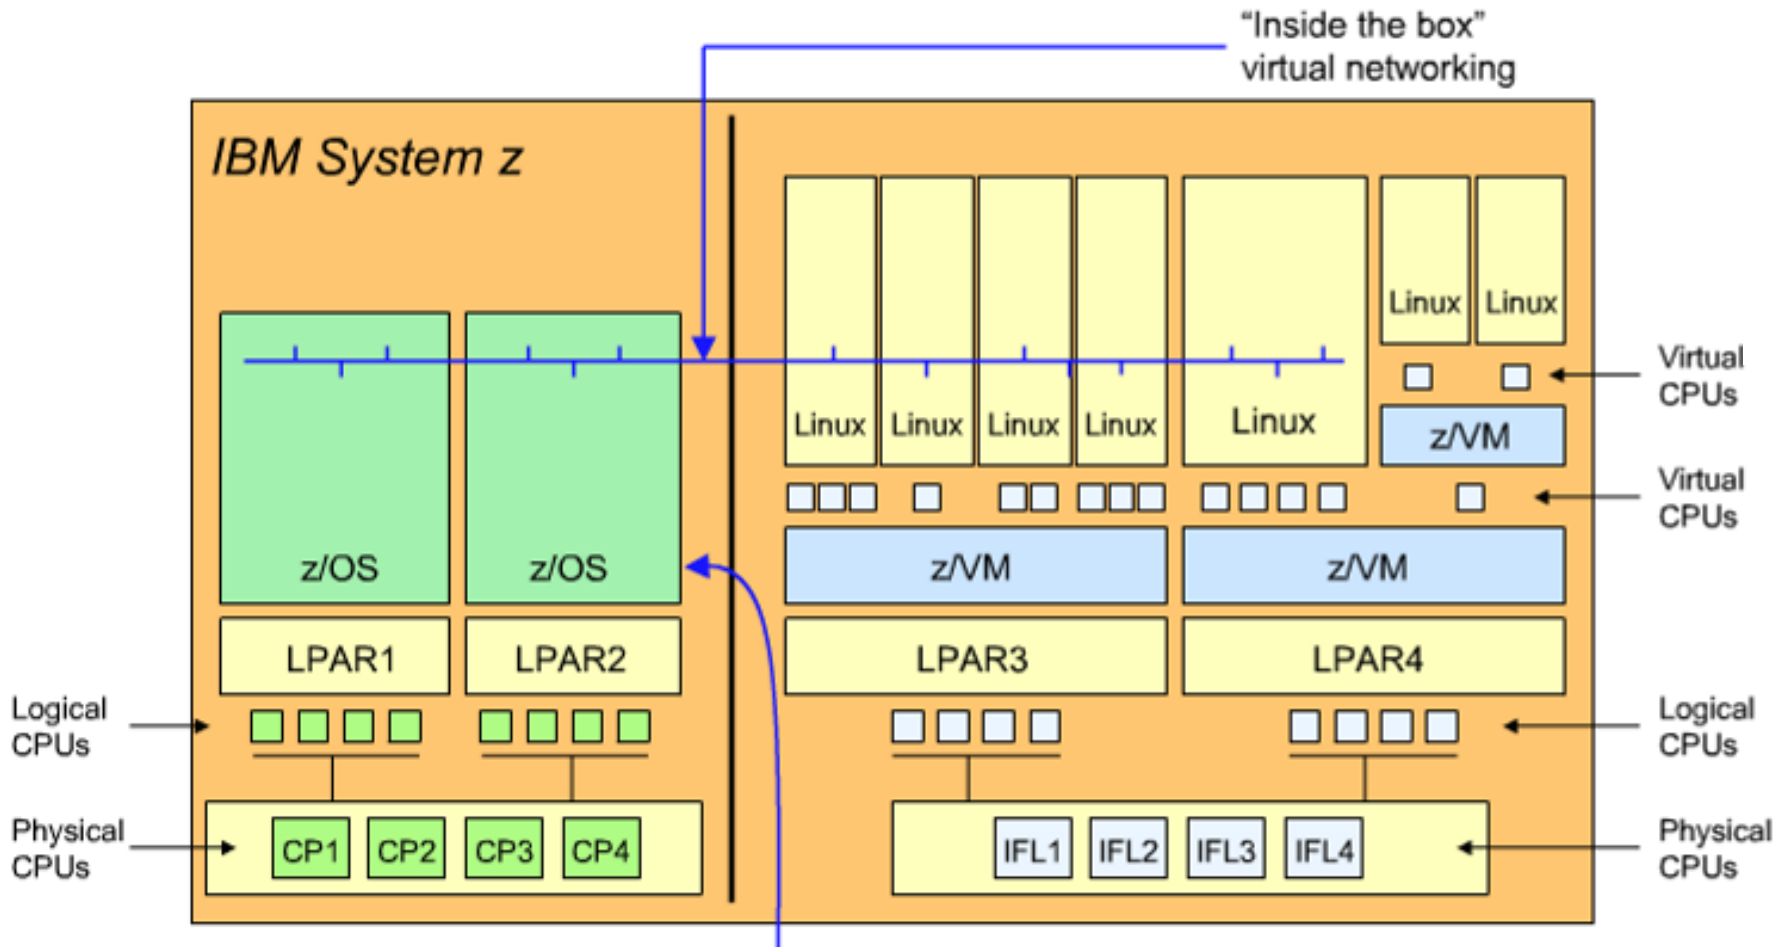 “Inside the box”
virtual networking
IBM System z
Linux Linux
Virtual
CPUs
Linux Linux Linux Linux Linux
z/VM
Virtual
CPUs
z/OS z/OS z/VM z/VM
LPAR1 LPAR2 LPAR3 LPAR4
Logical
CPUs
Logical
CPUs
Physical
CPUs
CP1 CP2 CP3 CP4 IFL1 IFL2 IFL3 IFL4
Physical
CPUs